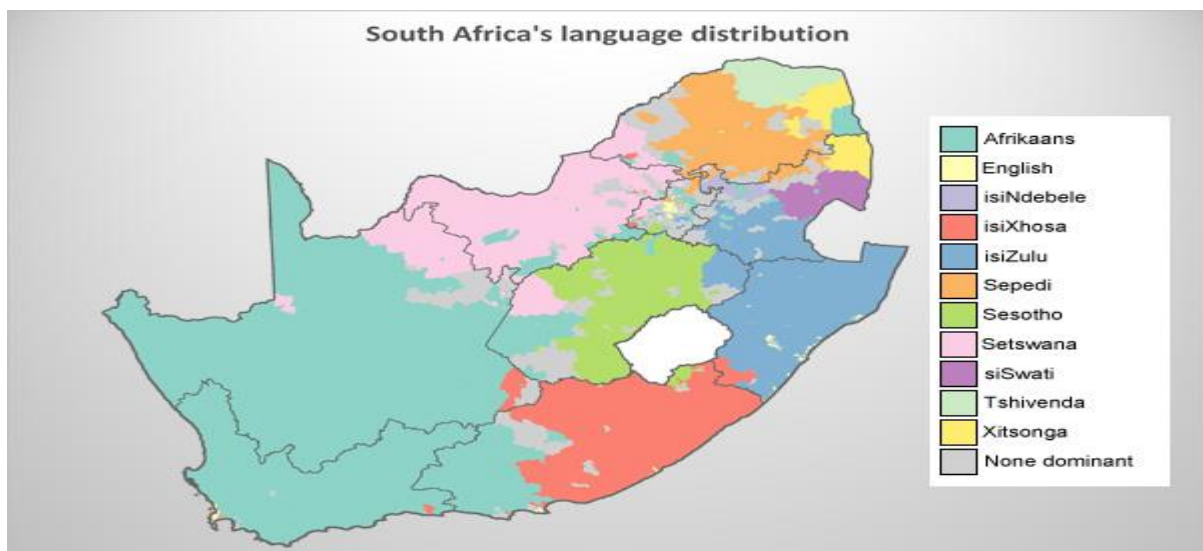 South Africa's language distribution
Afrikaans
English
isiNdebele
isiXhosa
isiZulu
Sepedi
Sesotho
Setswana
siSwati
Tshivenda
Xitsonga
None dominant